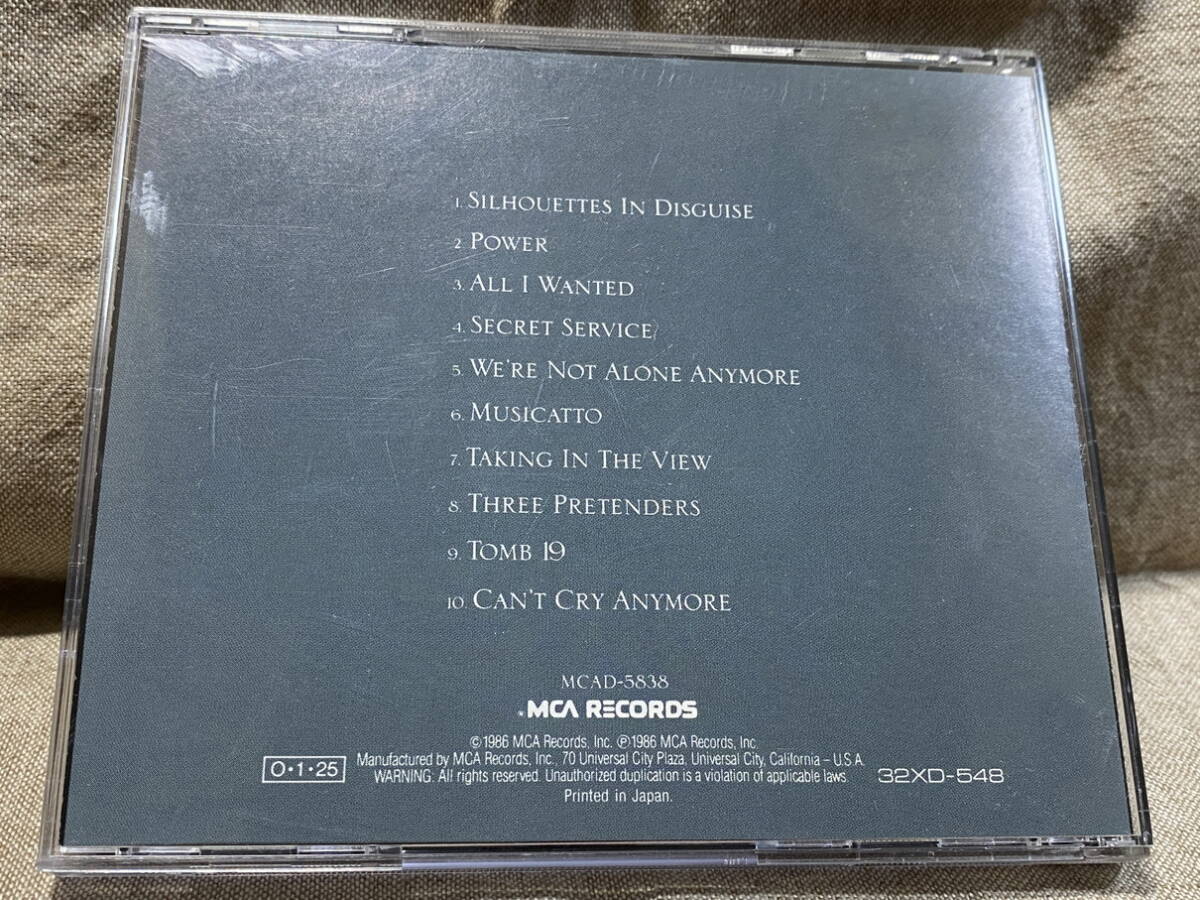 1. SILHOUETTES IN DISGUISE
2 POWER
3. ALL I WANTED
4. SECRET SERVICE
5. WE'RE NOT ALONE ANYMORE
6. MUSICATTO
7. TAKING IN THE VIEW
8. THREE PRETENDERS
9. TOMB 19
10. CAN'T CRY ANYMORE
MCAD-5838
MCA RECORDS
©1986 MCA Records, Inc. ℗1986 MCA Records, Inc.
Manufactured by MCA Records, Inc., 70 Universal City Plaza, Universal City, California – U.S.A.
O·1·25
WARNING: All rights reserved. Unauthorized duplication is a violation of applicable laws.
32XD-548
Printed in Japan.